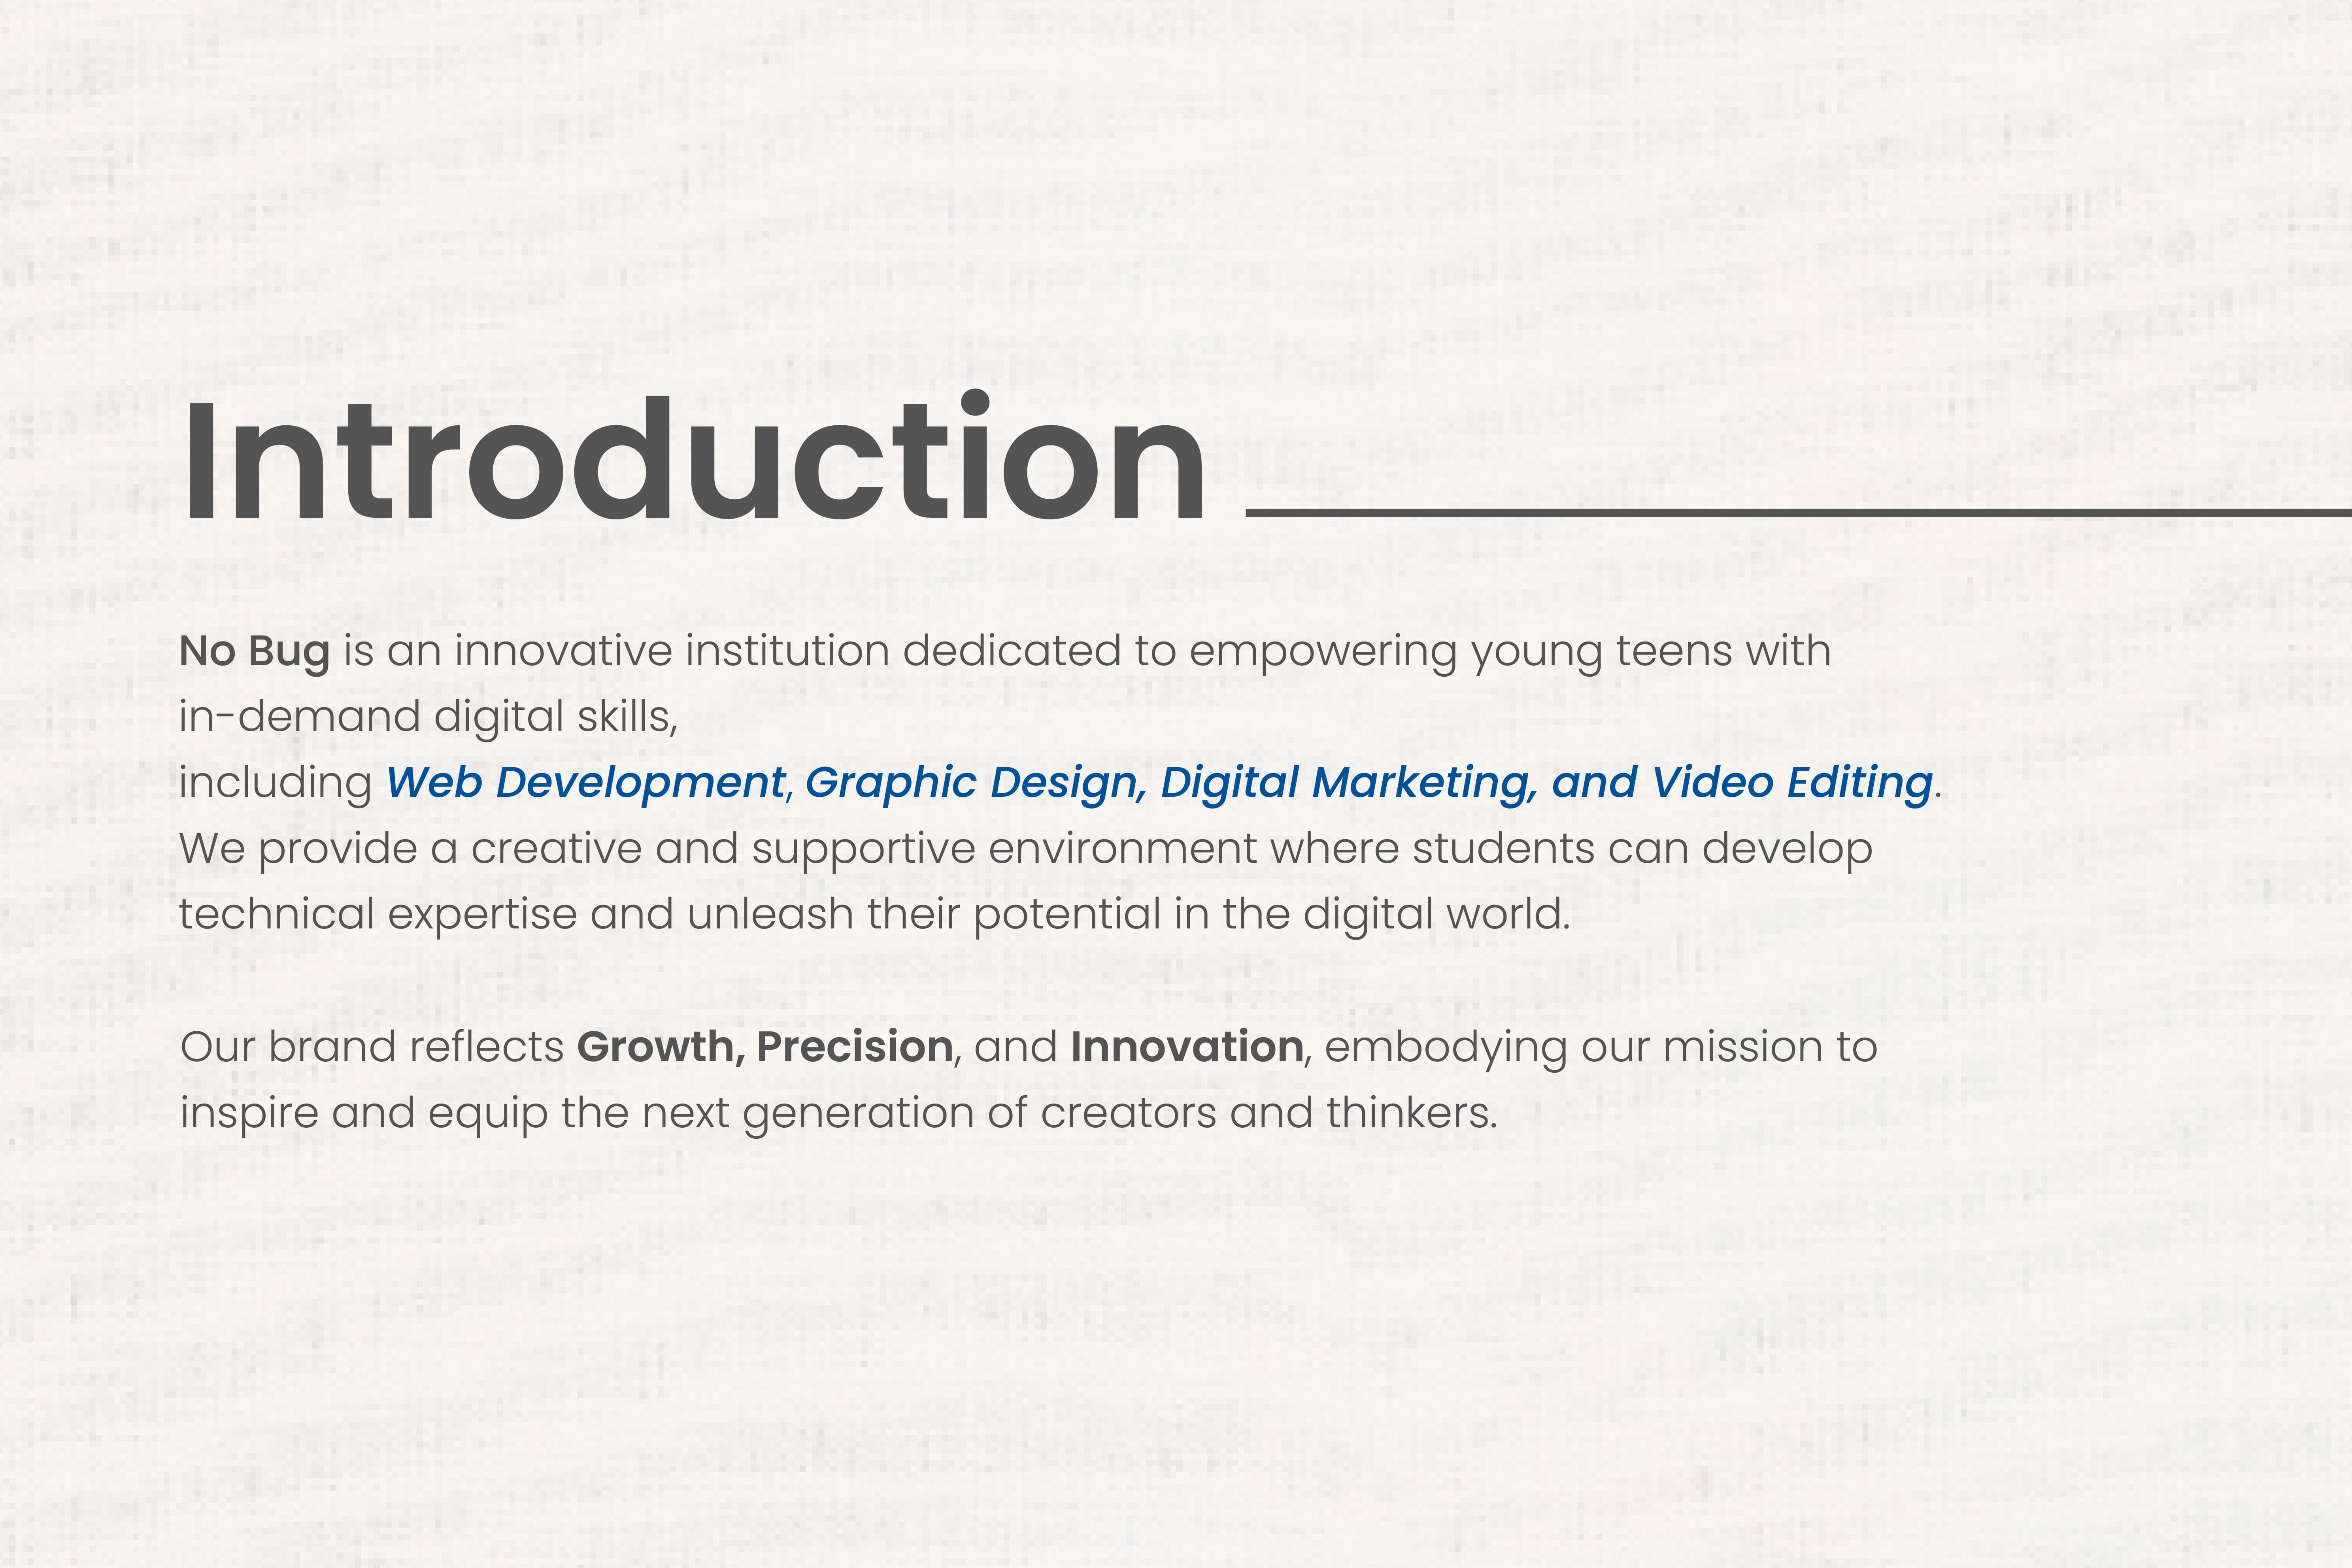 Introduction
No Bug is an innovative institution dedicated to empowering young teens with
in-demand digital skills,
including Web Development, Graphic Design, Digital Marketing, and Video Editing.
We provide a creative and supportive environment where students can develop
technical expertise and unleash their potential in the digital world.
Our brand reflects Growth, Precision, and Innovation, embodying our mission to
inspire and equip the next generation of creators and thinkers.